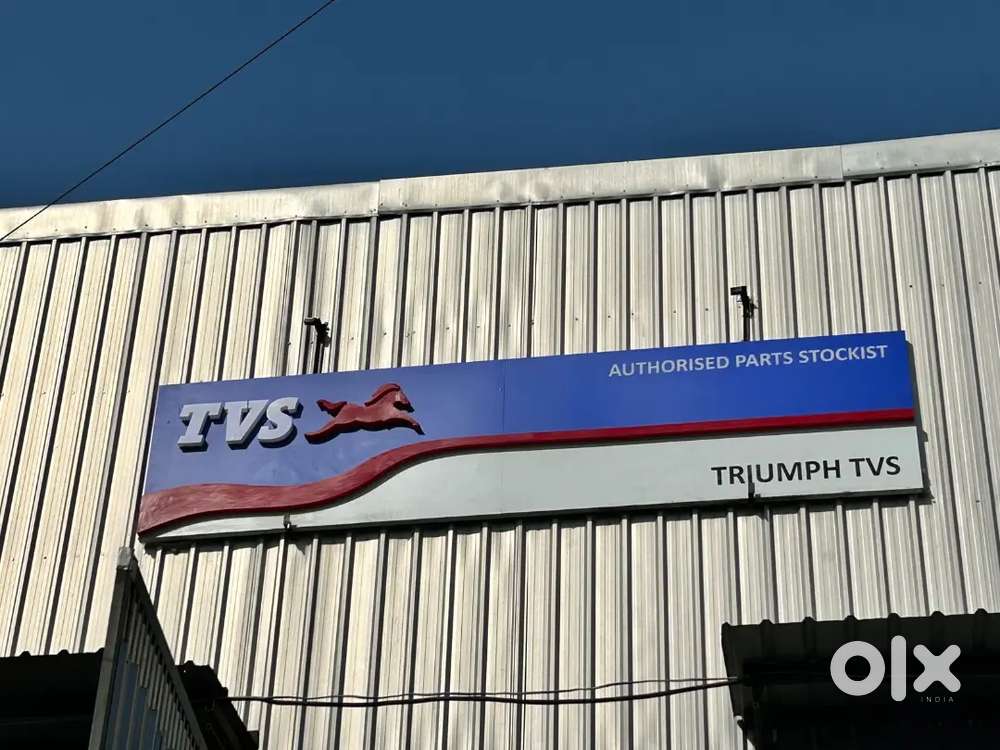 AUTHORISED PARTS STOCKIST
TVS
TRIUMPH TVS
olx
INDIA